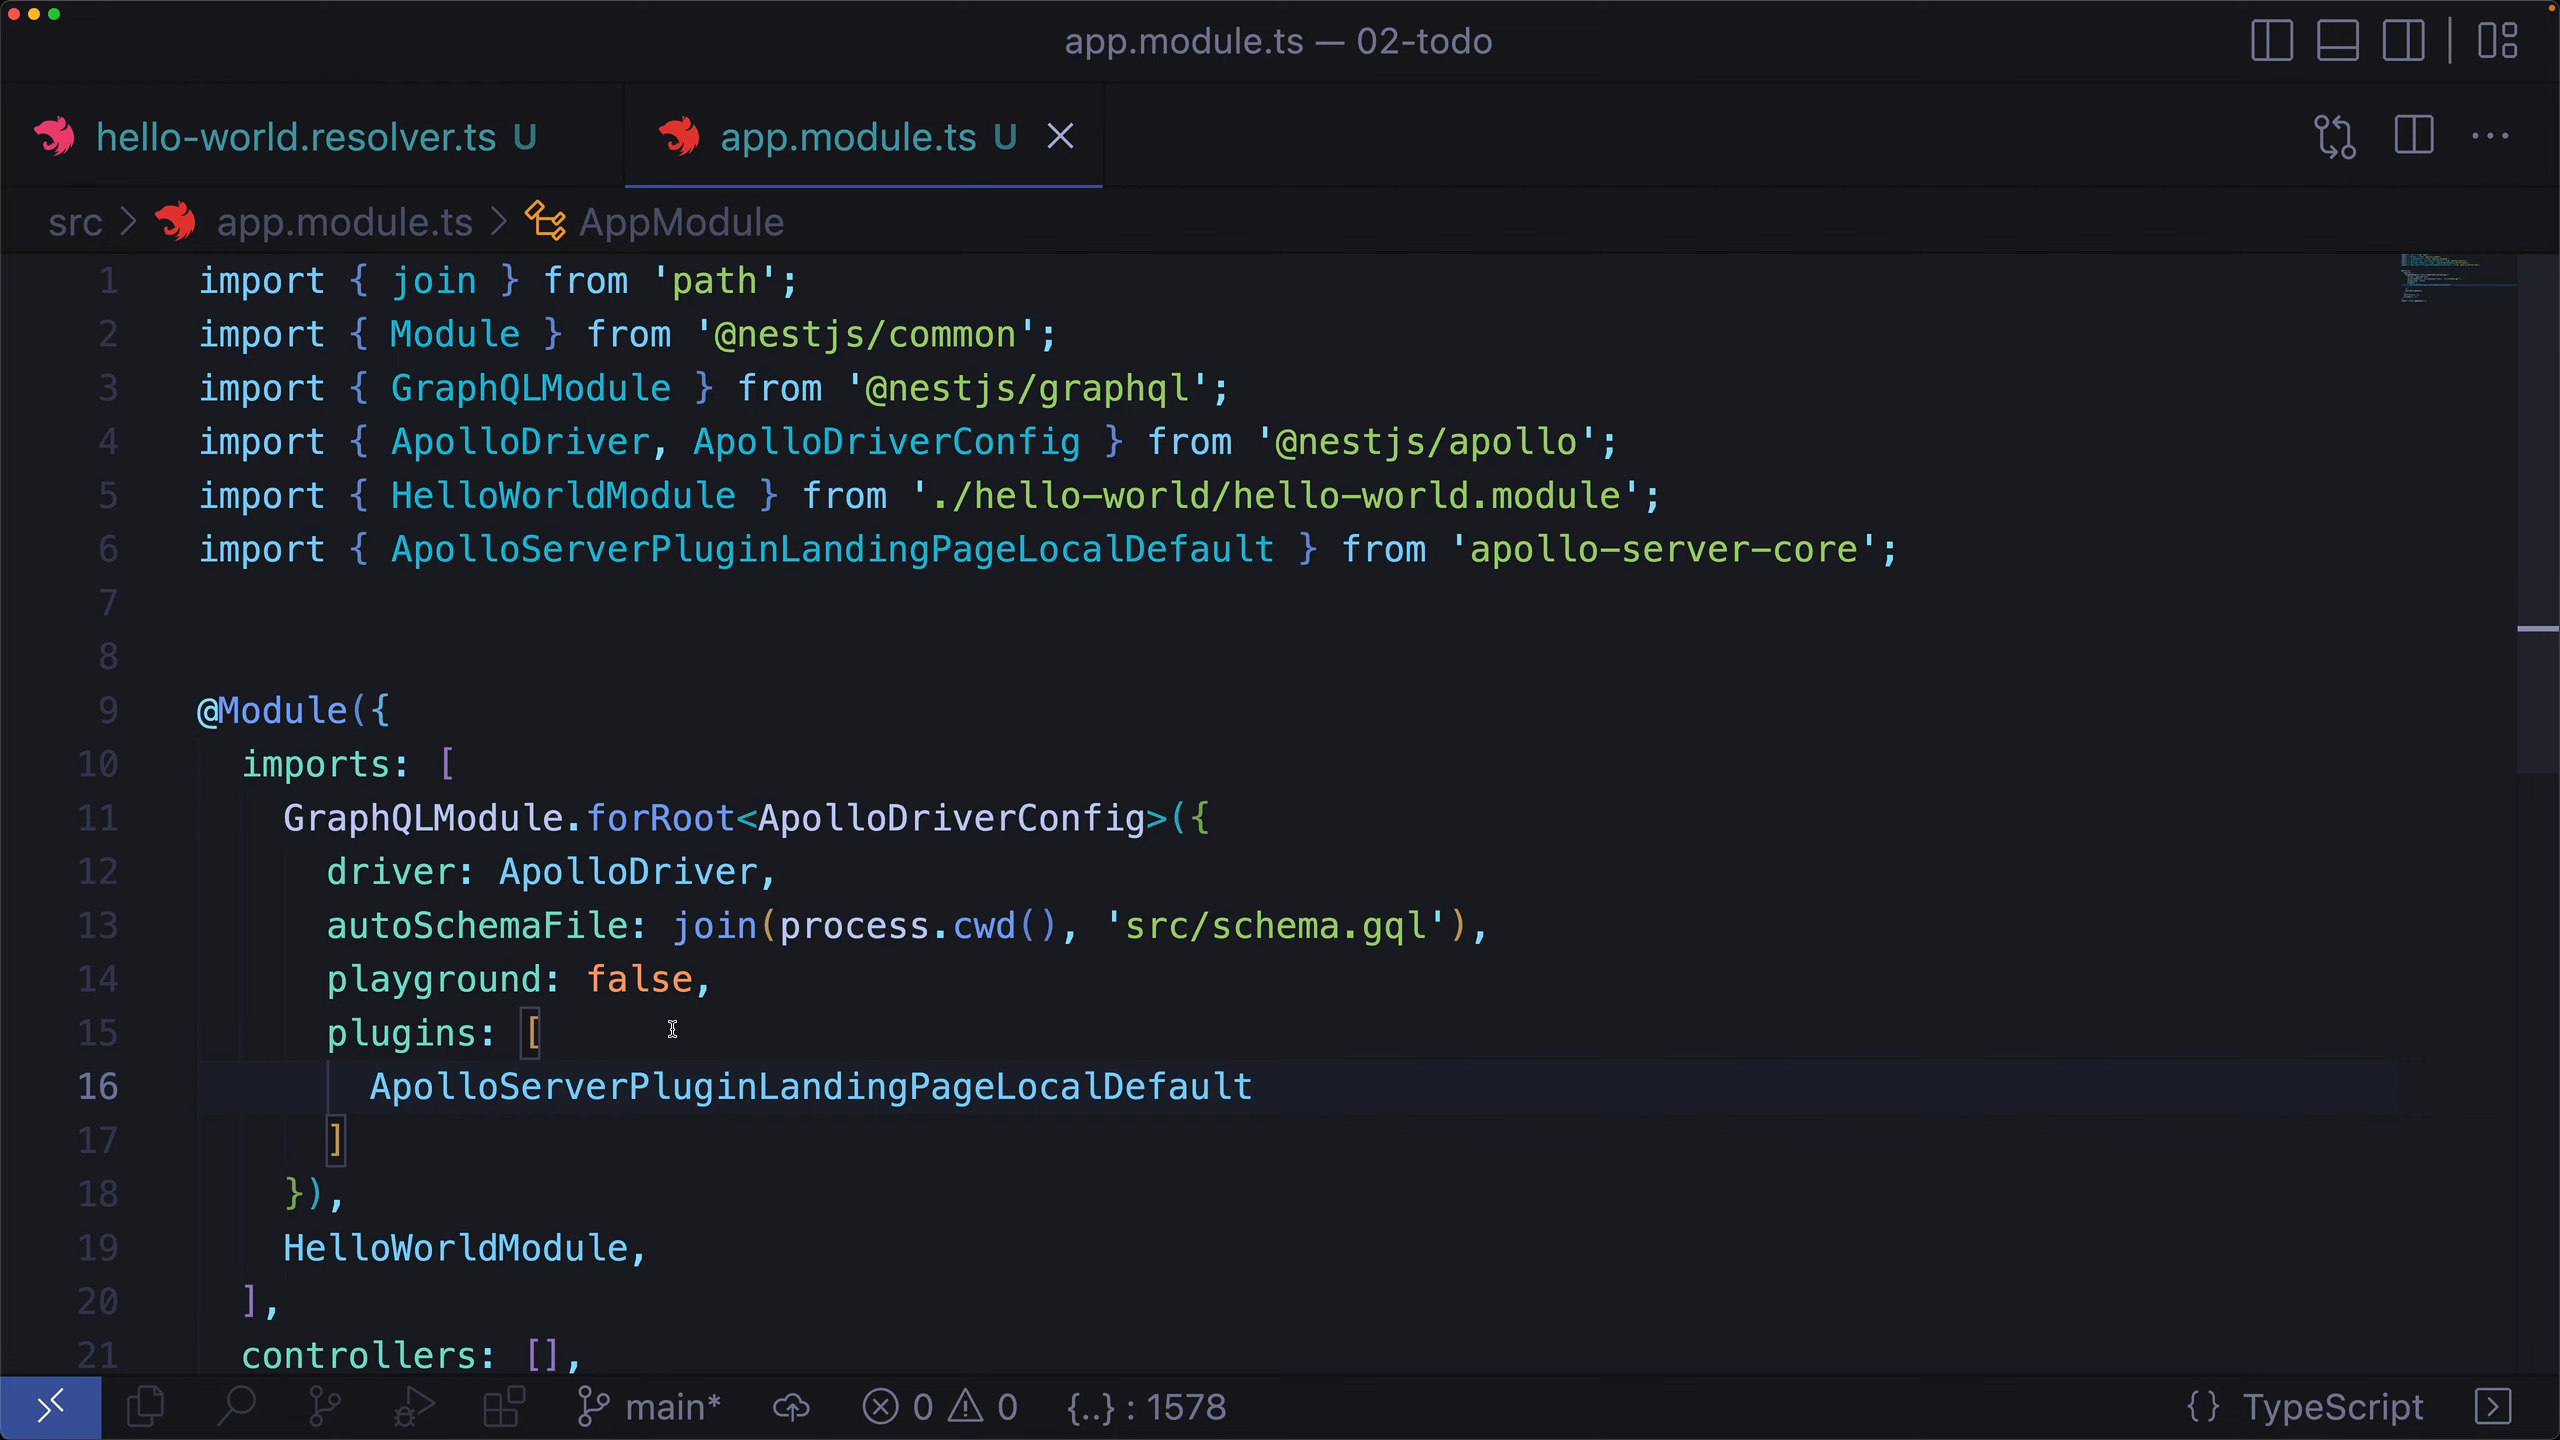 app.module.ts — 02-todo
hello-world.resolver.ts U
app.module.ts U
src > app.module.ts > AppModule
1 import { join } from 'path';
2 import { Module } from '@nestjs/common';
3 import { GraphQLModule } from '@nestjs/graphql';
4 import { ApolloDriver, ApolloDriverConfig } from '@nestjs/apollo';
5 import { HelloWorldModule } from './hello-world/hello-world.module';
6 import { ApolloServerPluginLandingPageLocalDefault } from 'apollo-server-core';
7
8
9 @Module({
10 imports: [
11 GraphQLModule.forRoot<ApolloDriverConfig>({
12 driver: ApolloDriver,
13 autoSchemaFile: join(process.cwd(), 'src/schema.gql'),
14 playground: false,
15 plugins: [
16 ApolloServerPluginLandingPageLocalDefault
17 ]
18 }),
19 HelloWorldModule,
20 ],
21 controllers: [],
main* 0 0 {..} : 1578 {} TypeScript